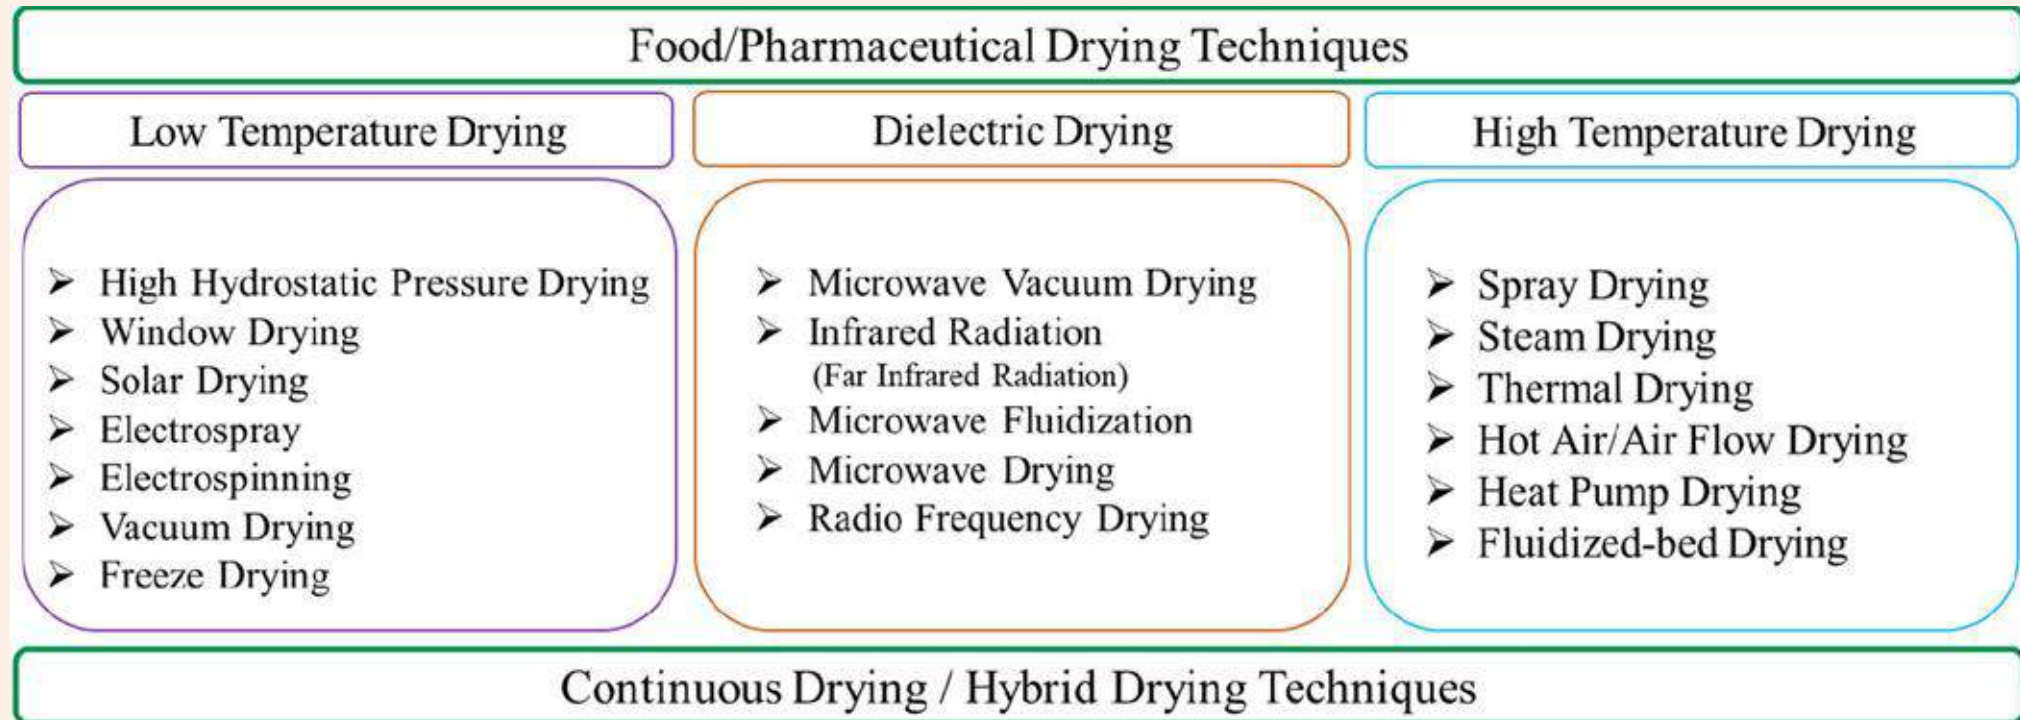 Food/Pharmaceutical Drying Techniques
Low Temperature Drying
➢ High Hydrostatic Pressure Drying
➢ Window Drying
➢ Solar Drying
➢ Electrospray
➢ Electrospinning
➢ Vacuum Drying
➢ Freeze Drying
Dielectric Drying
➢ Microwave Vacuum Drying
➢ Infrared Radiation
(Far Infrared Radiation)
➢ Microwave Fluidization
➢ Microwave Drying
➢ Radio Frequency Drying
High Temperature Drying
➢ Spray Drying
➢ Steam Drying
➢ Thermal Drying
➢ Hot Air/Air Flow Drying
➢ Heat Pump Drying
➢ Fluidized-bed Drying
Continuous Drying / Hybrid Drying Techniques